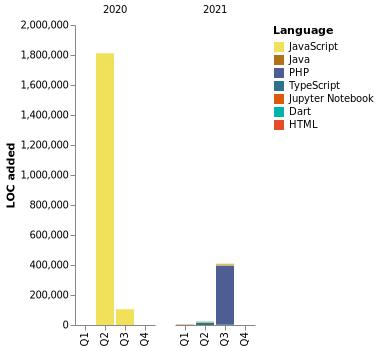 2020 2021
Language
JavaScript
Java
PHP
TypeScript
Jupyter Notebook
Dart
HTML
LOC added
2,000,000
1,800,000
1,600,000
1,400,000
1,200,000
1,000,000
800,000
600,000
400,000
200,000
0
Q1 Q2 Q3 Q4 Q1 Q2 Q3 Q4